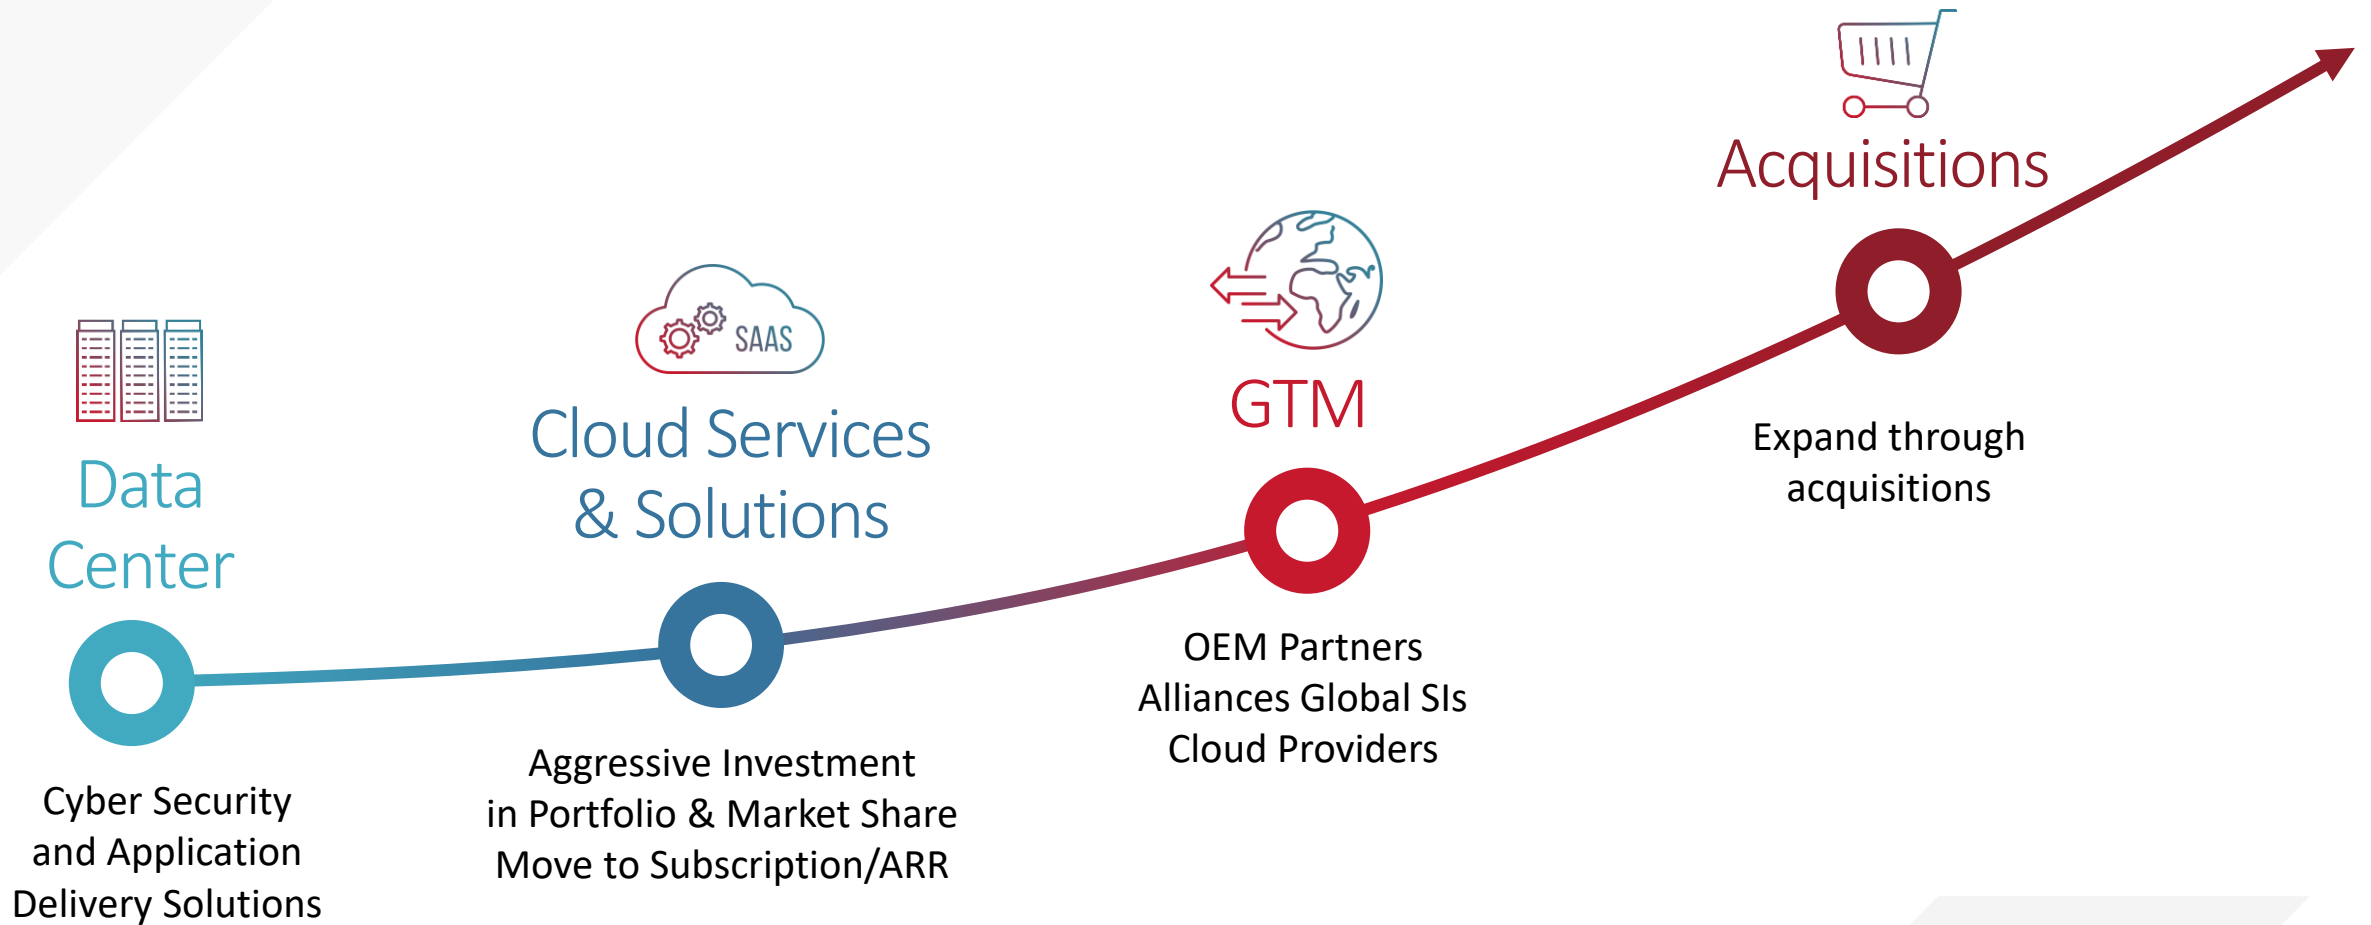 Data
Center
Cyber Security
and Application
Delivery Solutions
SAAS
Cloud Services
& Solutions
Aggressive Investment
in Portfolio & Market Share
Move to Subscription/ARR
GTM
OEM Partners
Alliances Global SIs
Cloud Providers
Acquisitions
Expand through
acquisitions